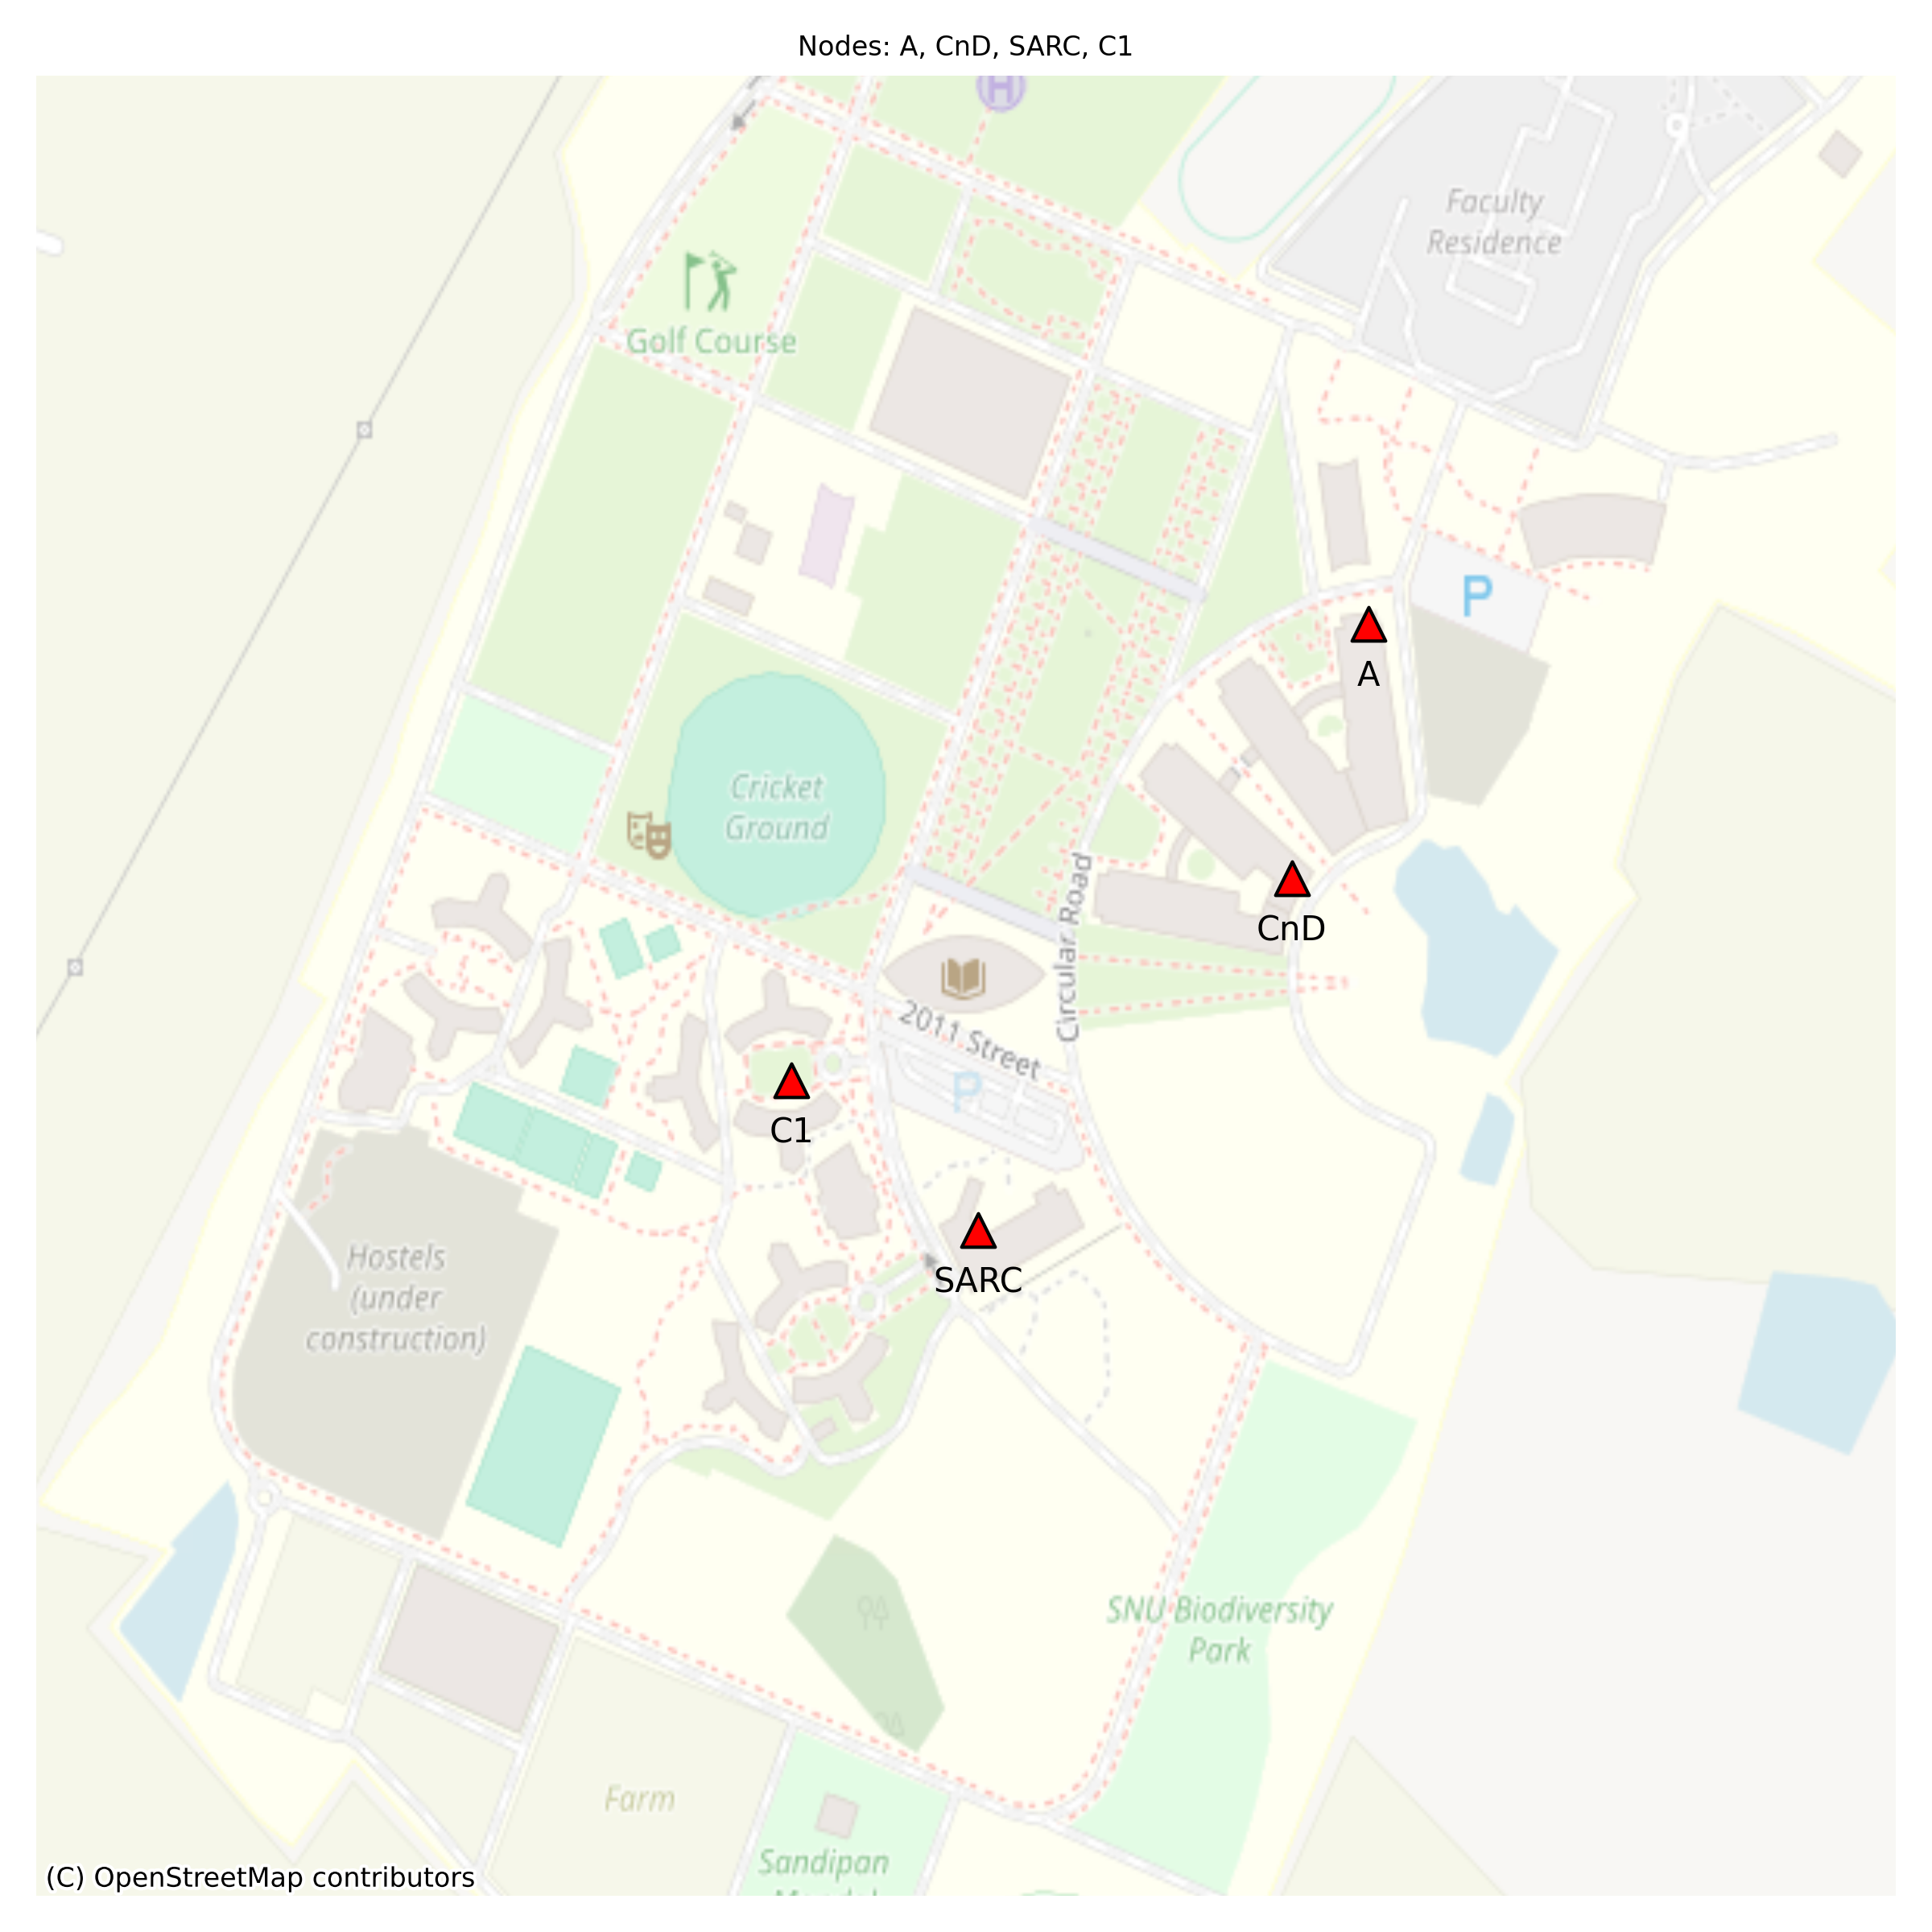 Nodes: A, CnD, SARC, C1
H
Faculty
Residence
Golf Course
P
A
Cricket
Ground
CnD
Circular Road
2011 Street
P
C1
SARC
Hostels
(under
construction)
SNU Biodiversity
Park
Farm
Sandipan
(C) OpenStreetMap contributors